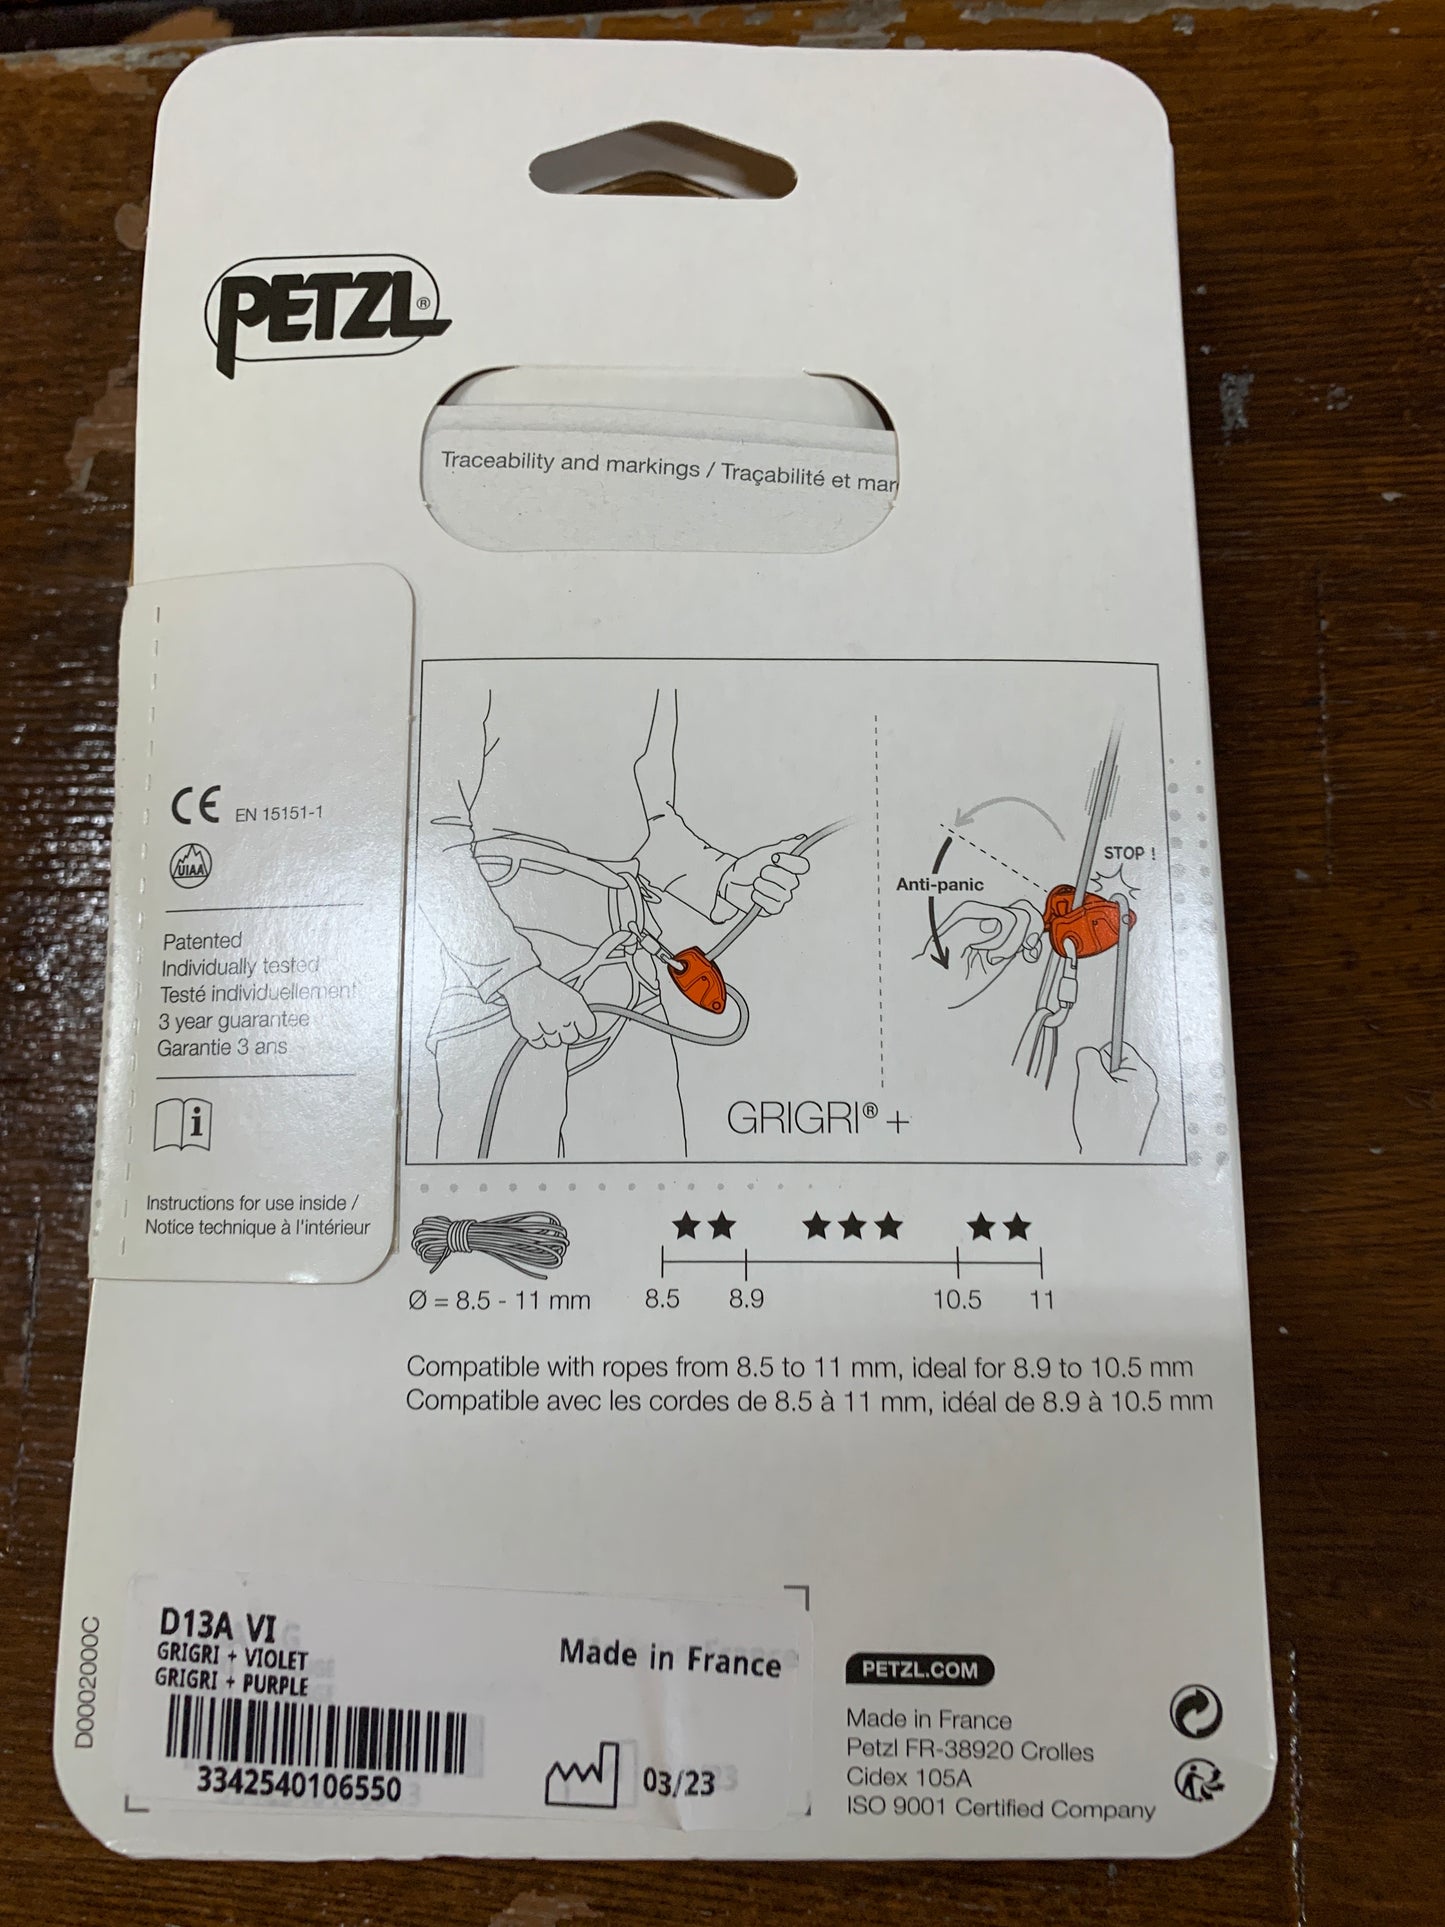 PETZL®
Traceability and markings / Traçabilité et mar
CE EN 15151-1
UIAA
Patented
Individually tested
Testé individuellement
3 year guarantee
Garantie 3 ans
i
Instructions for use inside /
Notice technique à l'intérieur
STOP !
Anti-panic
GRIGRI® +
★★ ★★★ ★★
Ø = 8.5 - 11 mm
8.5 8.9 10.5 11
Compatible with ropes from 8.5 to 11 mm, ideal for 8.9 to 10.5 mm
Compatible avec les cordes de 8.5 à 11 mm, idéal de 8.9 à 10.5 mm
D0002000C
D13A VI
GRIGRI + VIOLET
GRIGRI + PURPLE
3342540106550
Made in France
03/23
PETZL.COM
Made in France
Petzl FR-38920 Crolles
Cidex 105A
ISO 9001 Certified Company